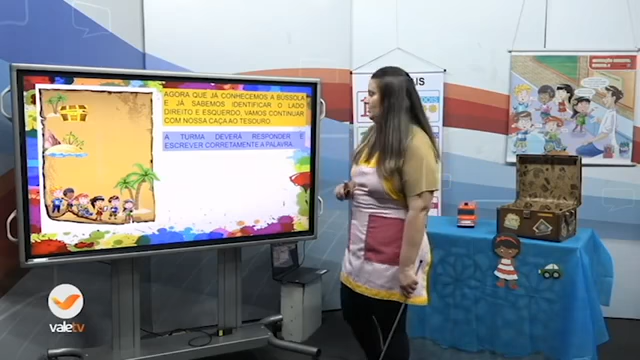 AGORA QUE JÁ CONHECEMOS A BÚSSOLA
E JÁ SABEMOS IDENTIFICAR O LADO
DIREITO E ESQUERDO, VAMOS CONTINUAR
COM NOSSA CAÇA AO TESOURO.
A TURMA DEVERÁ RESPONDER E
ESCREVER CORRETAMENTE A PALAVRA.
valetv